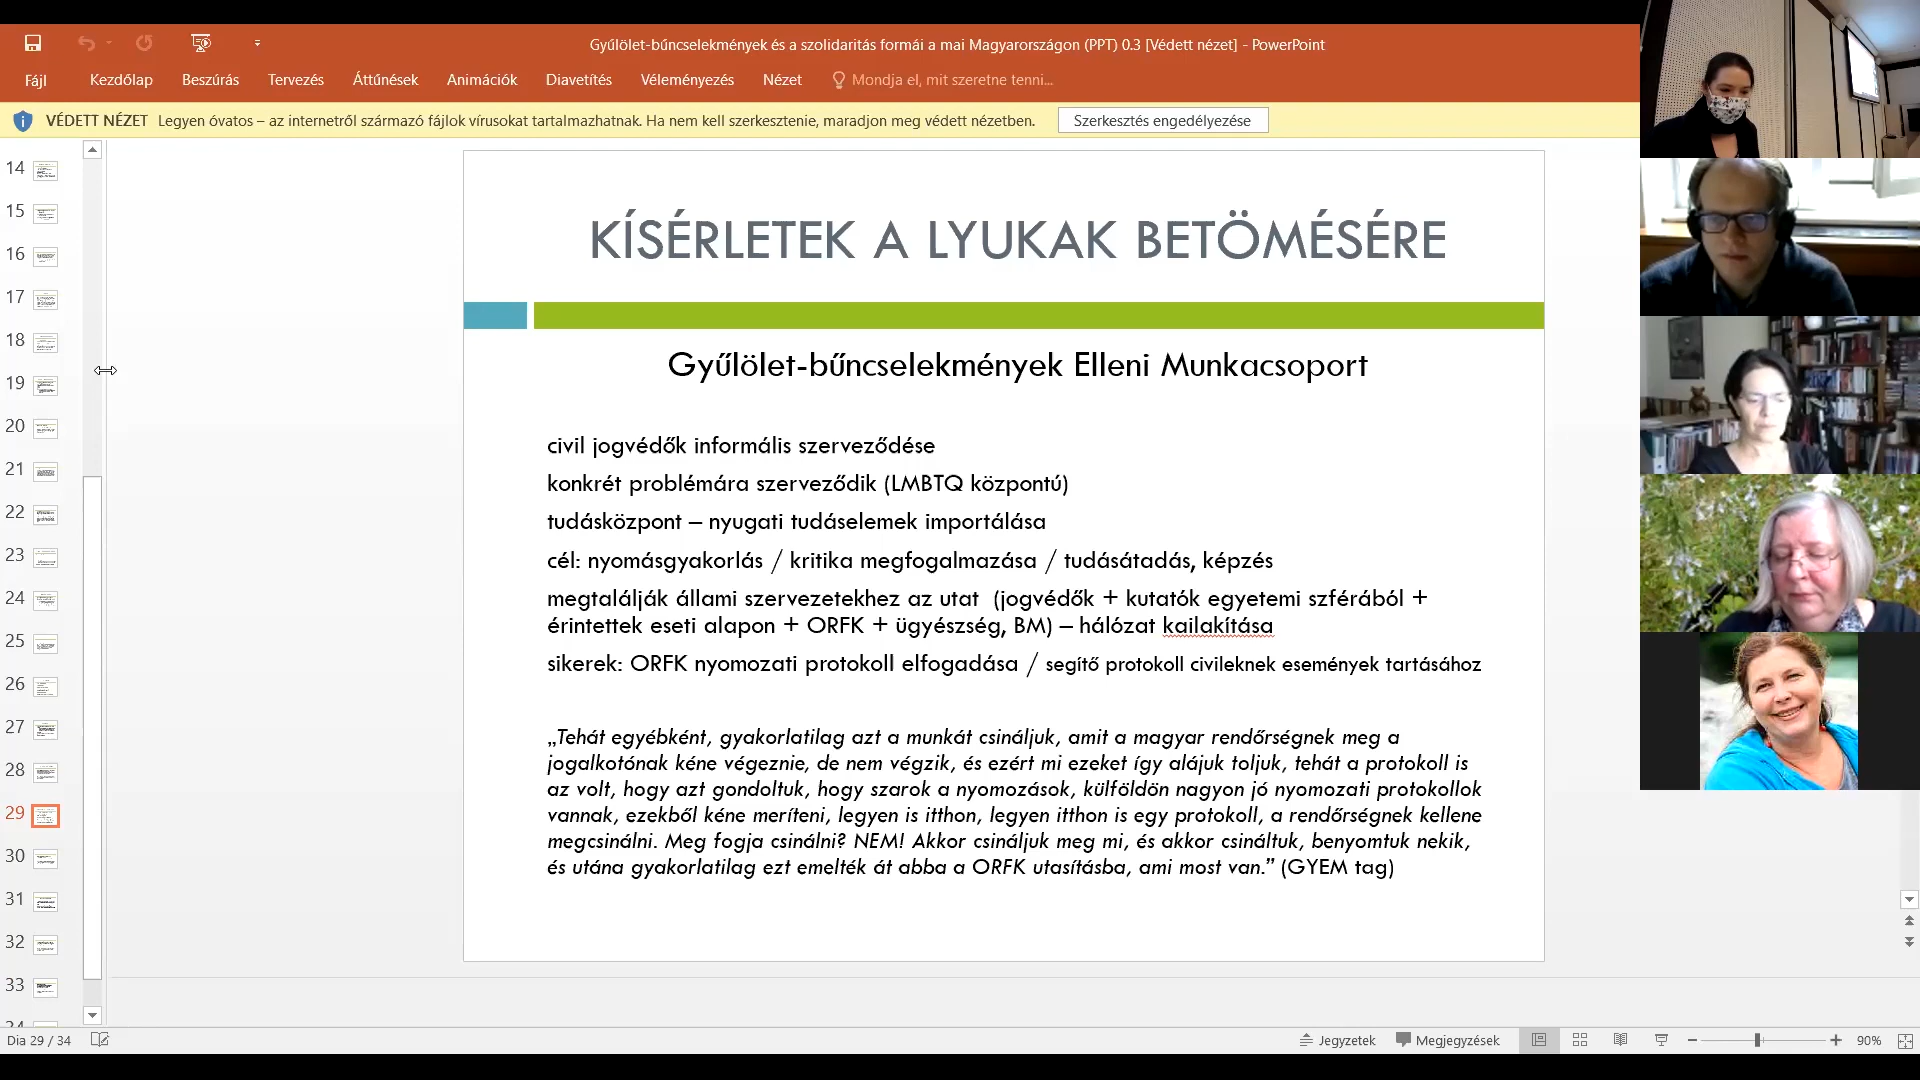 Gyűlölet-bűncselekmények és a szolidaritás formái a mai Magyarországon (PPT) 0.3 [Védett nézet] - PowerPoint
Fájl Kezdőlap Beszúrás Tervezés Áttűnések Animációk Diavetítés Véleményezés Nézet Mondja el, mit szeretne tenni...
VÉDETT NÉZET Legyen óvatos – az internetről származó fájlok vírusokat tartalmazhatnak. Ha nem kell szerkesztenie, maradjon meg védett nézetben. Szerkesztés engedélyezése
14
15
16
17
18
19
20
21
22
23
24
25
26
27
28
29
30
31
32
33
34
KÍSÉRLETEK A LYUKAK BETÖMÉSÉRE
Gyűlölet-bűncselekmények Elleni Munkacsoport
civil jogvédők informális szerveződése
konkrét problémára szerveződik (LMBTQ központú)
tudásközpont – nyugati tudáselemek importálása
cél: nyomásgyakorlás / kritika megfogalmazása / tudásátadás, képzés
megtalálják állami szervezetekhez az utat (jogvédők + kutatók egyetemi szférából +
érintettek eseti alapon + ORFK + ügyészség, BM) – hálózat kailakítása
sikerek: ORFK nyomozati protokoll elfogadása / segítő protokoll civileknek események tartásához
„Tehát egyébként, gyakorlatilag azt a munkát csináljuk, amit a magyar rendőrségnek meg a
jogalkotónak kéne végeznie, de nem végzik, és ezért mi ezeket így alájuk toljuk, tehát a protokoll is
az volt, hogy azt gondoltuk, hogy szarok a nyomozások, külföldön nagyon jó nyomozati protokollok
vannak, ezekből kéne meríteni, legyen is itthon, legyen itthon is egy protokoll, a rendőrségnek kellene
megcsinálni. Meg fogja csinálni? NEM! Akkor csináljuk meg mi, és akkor csináltuk, benyomtuk nekik,
és utána gyakorlatilag ezt emelték át abba a ORFK utasításba, ami most van.” (GYEM tag)
Dia 29 / 34 Jegyzetek Megjegyzések 90%